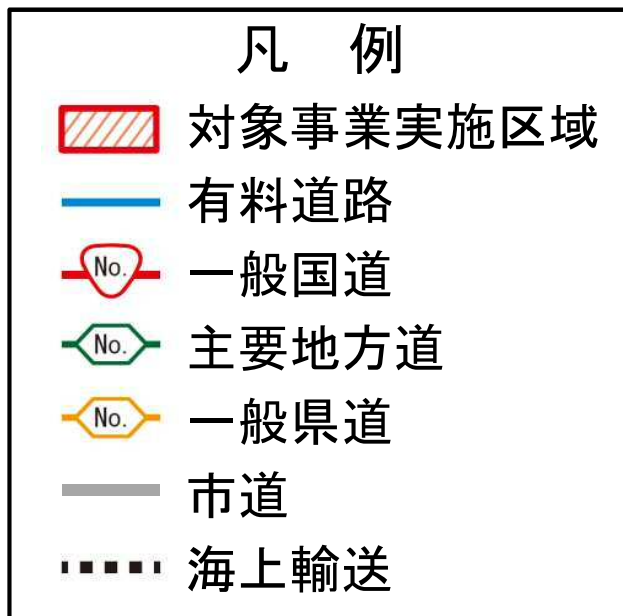 凡 例
対象事業実施区域
有料道路
No. 一般国道
No. 主要地方道
No. 一般県道
市道
海上輸送